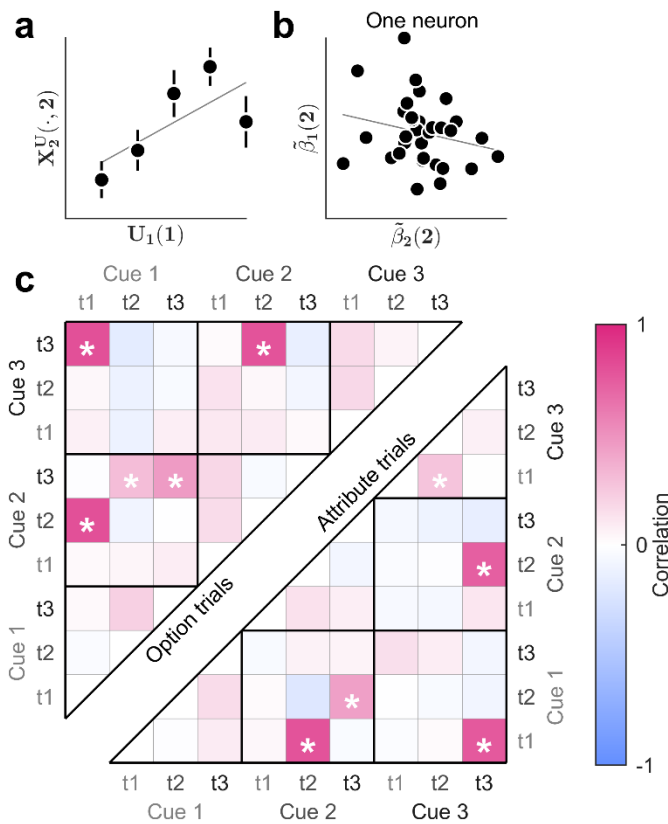 a
b
One neuron
X₂ᵁ(·, 2)
U₁(1)
β̃₁(2)
β̃₂(2)
c
Cue 1 Cue 2 Cue 3
t1 t2 t3 t1 t2 t3 t1 t2 t3
Cue 3
t3
t2
t1
Cue 2
t3
t2
t1
Cue 1
t3
t2
t1
* *
* *
*
Option trials
Attribute trials
*
*
*
* *
t3
t2
t1
Cue 3
t3
t2
t1
Cue 2
t3
t2
t1
Cue 1
t1 t2 t3 t1 t2 t3 t1 t2 t3
Cue 1 Cue 2 Cue 3
1
0
-1
Correlation